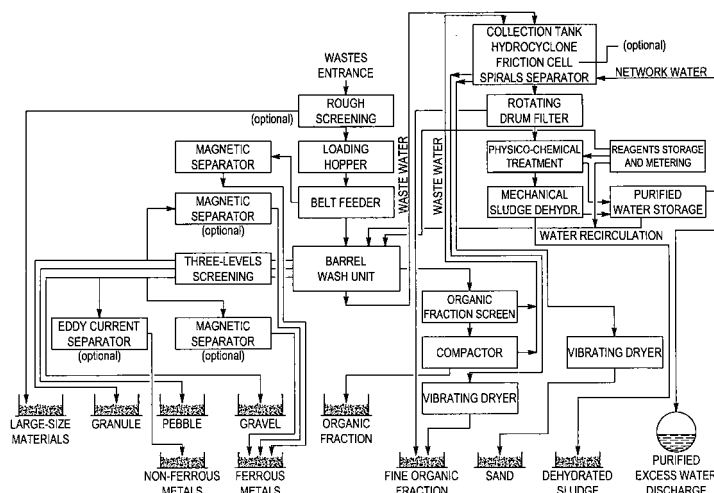 COLLECTION TANK
HYDROCYCLONE
FRICTION CELL
SPIRALS SEPARATOR
(optional)
NETWORK WATER
WASTES
ENTRANCE
(optional)
ROUGH
SCREENING
ROTATING
DRUM FILTER
WASTE WATER
WASTE WATER
MAGNETIC
SEPARATOR
LOADING
HOPPER
PHYSICO-CHEMICAL
TREATMENT
REAGENTS STORAGE
AND METERING
MAGNETIC
SEPARATOR
(optional)
BELT FEEDER
MECHANICAL
SLUDGE DEHYDR.
PURIFIED
WATER STORAGE
WATER RECIRCULATION
THREE-LEVELS
SCREENING
BARREL
WASH UNIT
ORGANIC
FRACTION SCREEN
EDDY CURRENT
SEPARATOR
(optional)
MAGNETIC
SEPARATOR
(optional)
COMPACTOR
VIBRATING DRYER
VIBRATING DRYER
LARGE-SIZE
MATERIALS
GRANULE
PEBBLE
GRAVEL
ORGANIC
FRACTION
NON-FERROUS
METALS
FERROUS
METALS
FINE ORGANIC
FRACTION
SAND
DEHYDRATED
SLUDGE
PURIFIED
EXCESS WATER
DISCHARGE